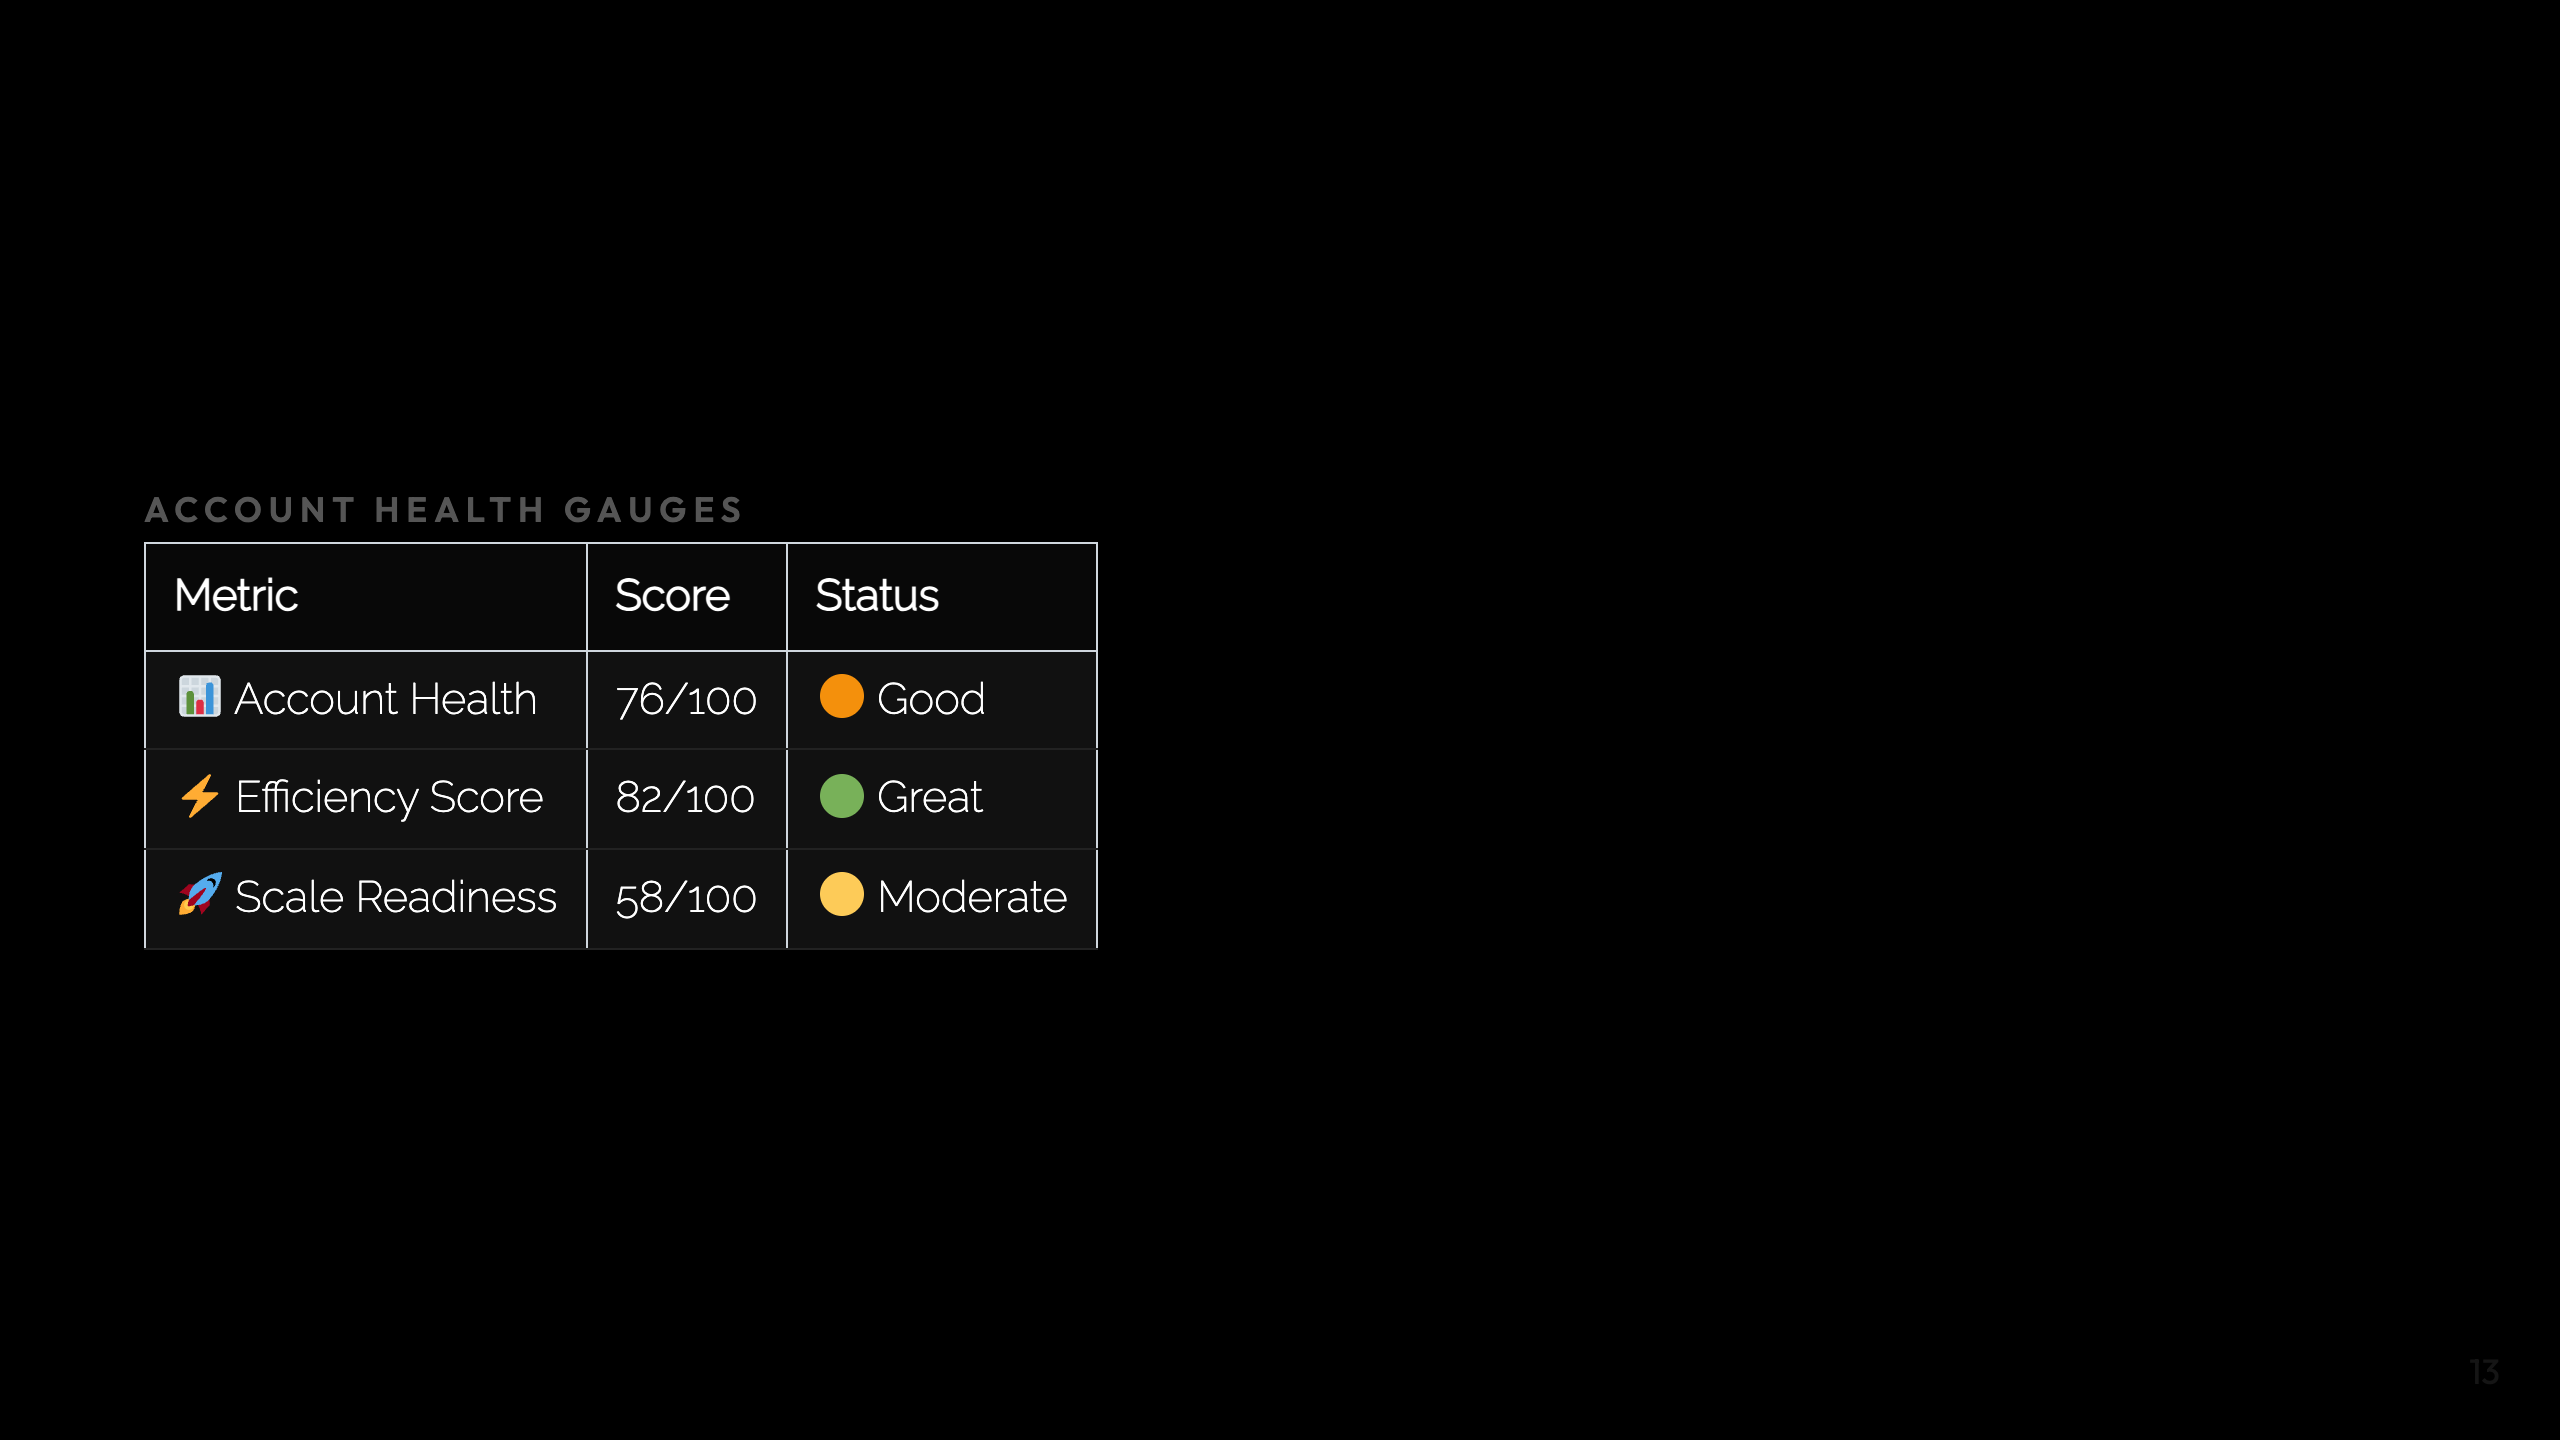 ACCOUNT HEALTH GAUGES
Metric Score Status
Account Health 76/100 Good
Efficiency Score 82/100 Great
Scale Readiness 58/100 Moderate
13